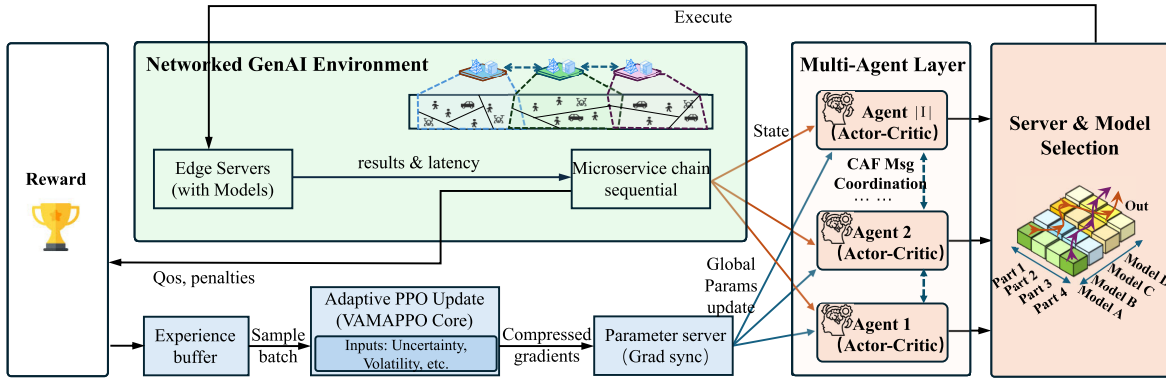 Execute
Networked GenAI Environment
Multi-Agent Layer
Reward
Edge Servers
(with Models)
results & latency
Microservice chain
sequential
State
Agent |I|
(Actor-Critic)
CAF Msg
Coordination
... ...
Agent 2
(Actor-Critic)
Agent 1
(Actor-Critic)
Server & Model
Selection
Out
Part 1
Part 2
Part 3
Part 4
Model D
Model C
Model B
Model A
Qos, penalties
Global
Params
update
Experience
buffer
Sample
batch
Adaptive PPO Update
(VAMAPPO Core)
Inputs: Uncertainty,
Volatility, etc.
Compressed
gradients
Parameter server
(Grad sync)